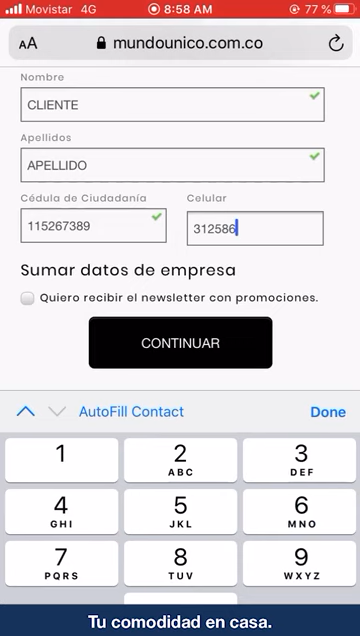 Movistar 4G 8:58 AM 77 %
AA mundounico.com.co
Nombre
CLIENTE
Apellidos
APELLIDO
Cédula de Ciudadanía Celular
115267389 312586
Sumar datos de empresa
Quiero recibir el newsletter con promociones.
CONTINUAR
AutoFill Contact Done
1 2 3
ABC DEF
4 5 6
GHI JKL MNO
7 8 9
PQRS TUV WXYZ
Tu comodidad en casa.